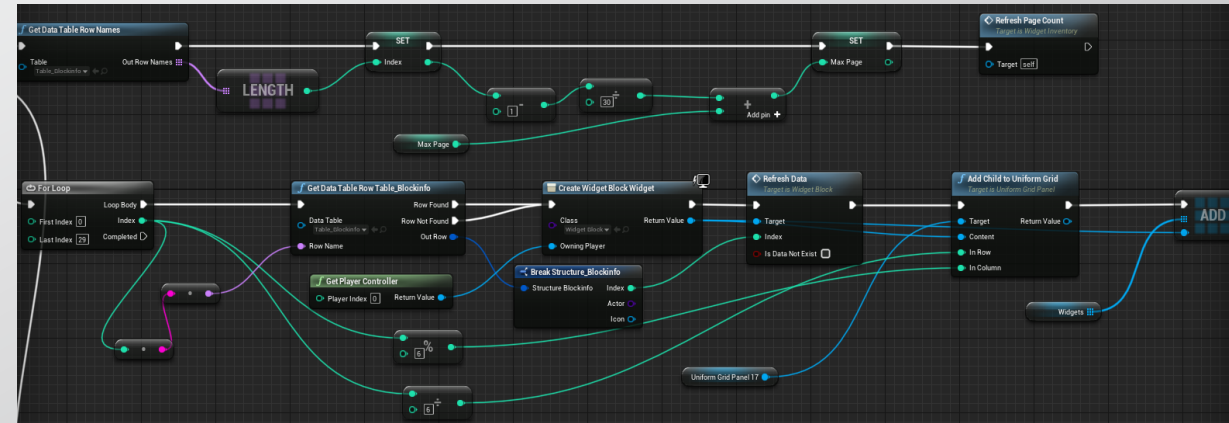 Get Data Table Row Names
Table
Table_Blockinfo
Out Row Names
LENGTH
SET
Index
1
-
30
÷
+
Add pin +
Max Page
SET
Max Page
Refresh Page Count
Target is Widget Inventory
Target self
For Loop
First Index 0
Last Index 29
Loop Body
Index
Completed
Get Data Table Row Table_Blockinfo
Data Table
Table_Blockinfo
Row Name
Row Found
Row Not Found
Out Row
Get Player Controller
Player Index 0
Return Value
Create Widget Block Widget
Class
Widget Block
Owning Player
Return Value
Break Structure_Blockinfo
Structure Blockinfo
Index
Actor
Icon
%
6
÷
6
Refresh Data
Target is Widget Block
Target
Index
Is Data Not Exist
Uniform Grid Panel 17
Add Child to Uniform Grid
Target is Uniform Grid Panel
Target
Content
In Row
In Column
Return Value
Widgets
ADD